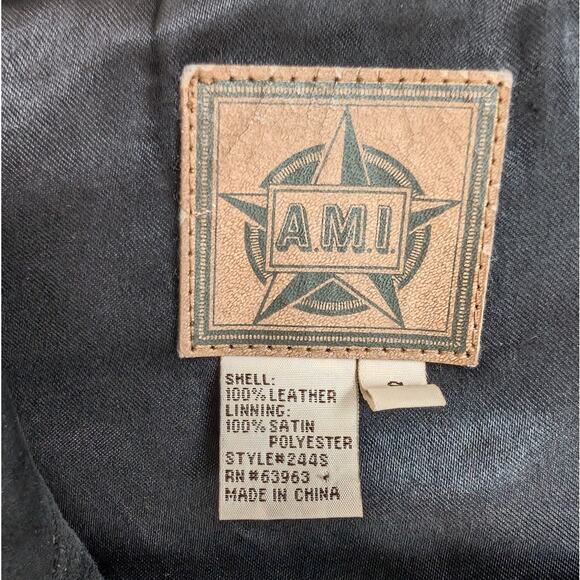 A.M.I.
SHELL:
100% LEATHER
LINNING:
100% SATIN
POLYESTER
STYLE#244S
RN#63963
MADE IN CHINA